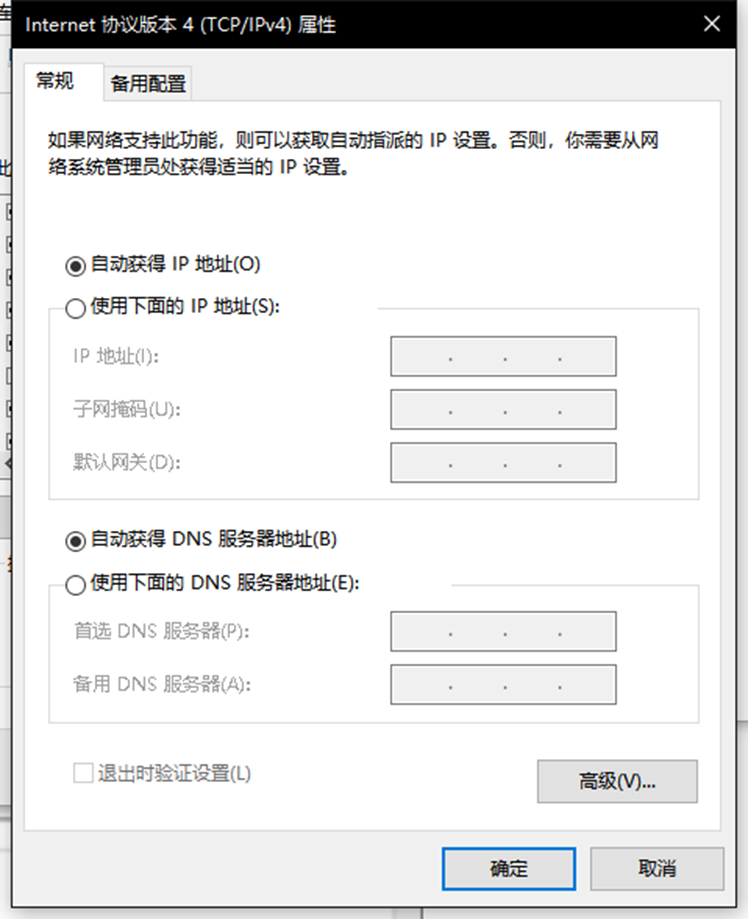 Internet 协议版本 4 (TCP/IPv4) 属性
常规
备用配置
如果网络支持此功能，则可以获取自动指派的 IP 设置。否则，你需要从网
络系统管理员处获得适当的 IP 设置。
自动获得 IP 地址(O)
使用下面的 IP 地址(S):
IP 地址(I):
子网掩码(U):
默认网关(D):
自动获得 DNS 服务器地址(B)
使用下面的 DNS 服务器地址(E):
首选 DNS 服务器(P):
备用 DNS 服务器(A):
退出时验证设置(L)
高级(V)...
确定
取消